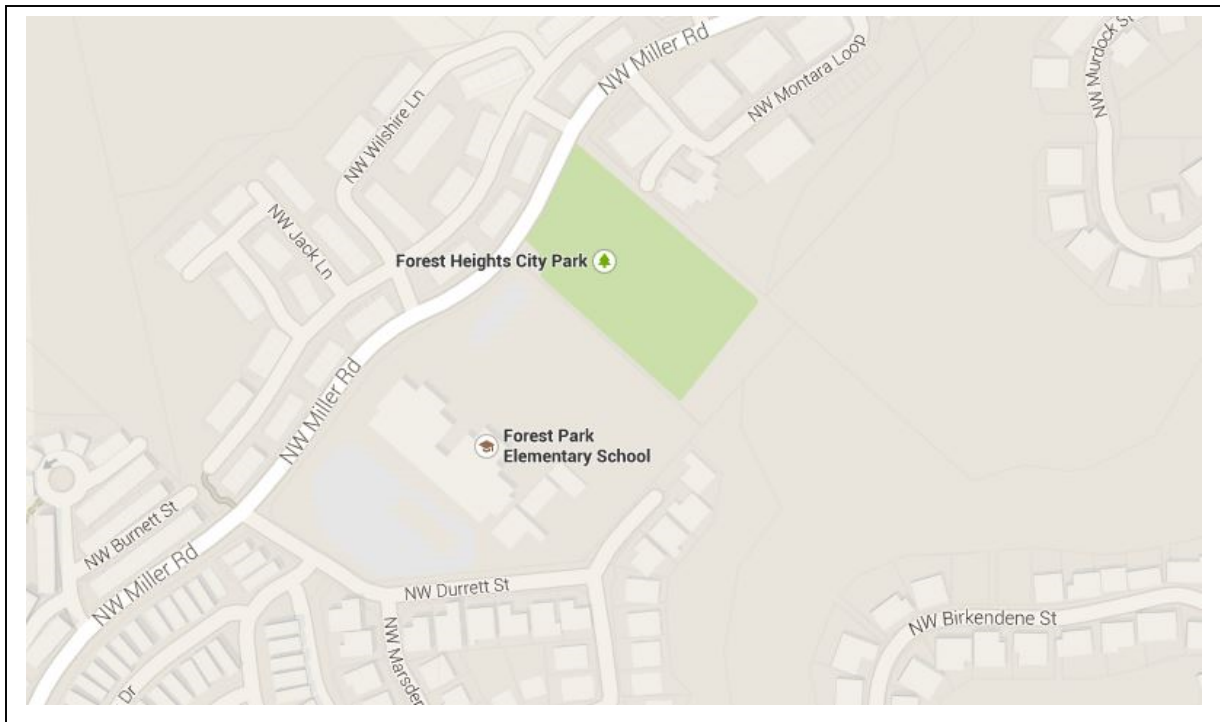 NW Miller Rd
NW Montara Loop
NW Murdock St
NW Wilshire Ln
NW Jack Ln
Forest Heights City Park
NW Miller Rd
Forest Park
Elementary School
NW Burnett St
NW Miller Rd
NW Durrett St
NW Marsden
NW Birkendene St
Dr